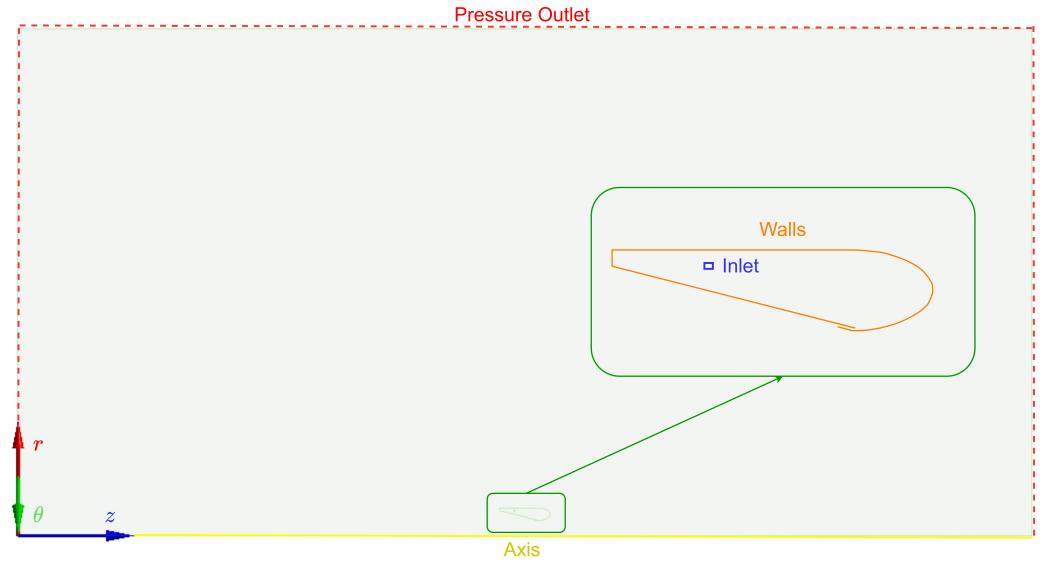 Pressure Outlet
Walls
Inlet
r
θ
z
Axis